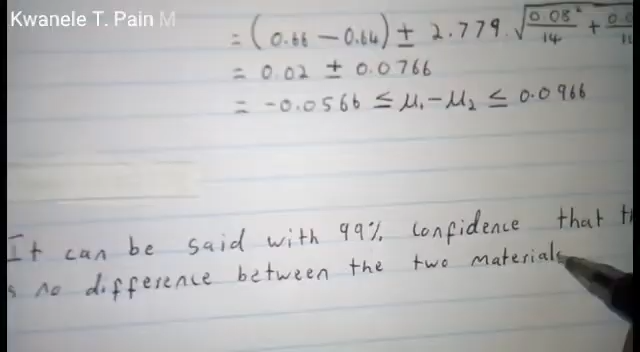 Kwanele T. Pain M
= (0.66 - 0.64) ± 2.779. √ 0.08² / 14 +
= 0.02 ± 0.0766
= -0.0566 ≤ μ₁ - μ₂ ≤ 0.0966
It can be said with 99% confidence that
no difference between the two materials